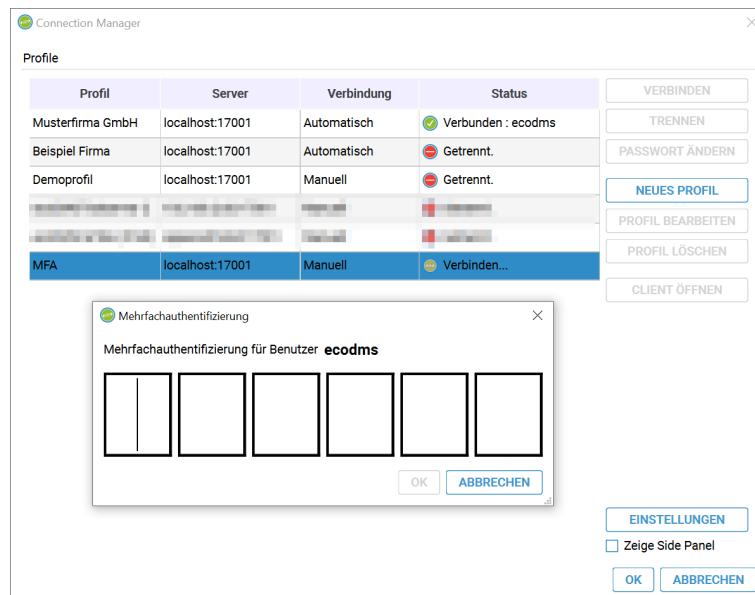 Connection Manager
Profile
Profil Server Verbindung Status
Musterfirma GmbH localhost:17001 Automatisch Verbunden : ecodms
Beispiel Firma localhost:17001 Automatisch Getrennt.
Demoprofil localhost:17001 Manuell Getrennt.
MFA localhost:17001 Manuell Verbinden...
VERBINDEN
TRENNEN
PASSWORT ÄNDERN
NEUES PROFIL
PROFIL BEARBEITEN
PROFIL LÖSCHEN
CLIENT ÖFFNEN
Mehrfachauthentifizierung
Mehrfachauthentifizierung für Benutzer ecodms
OK ABBRECHEN
EINSTELLUNGEN
Zeige Side Panel
OK ABBRECHEN